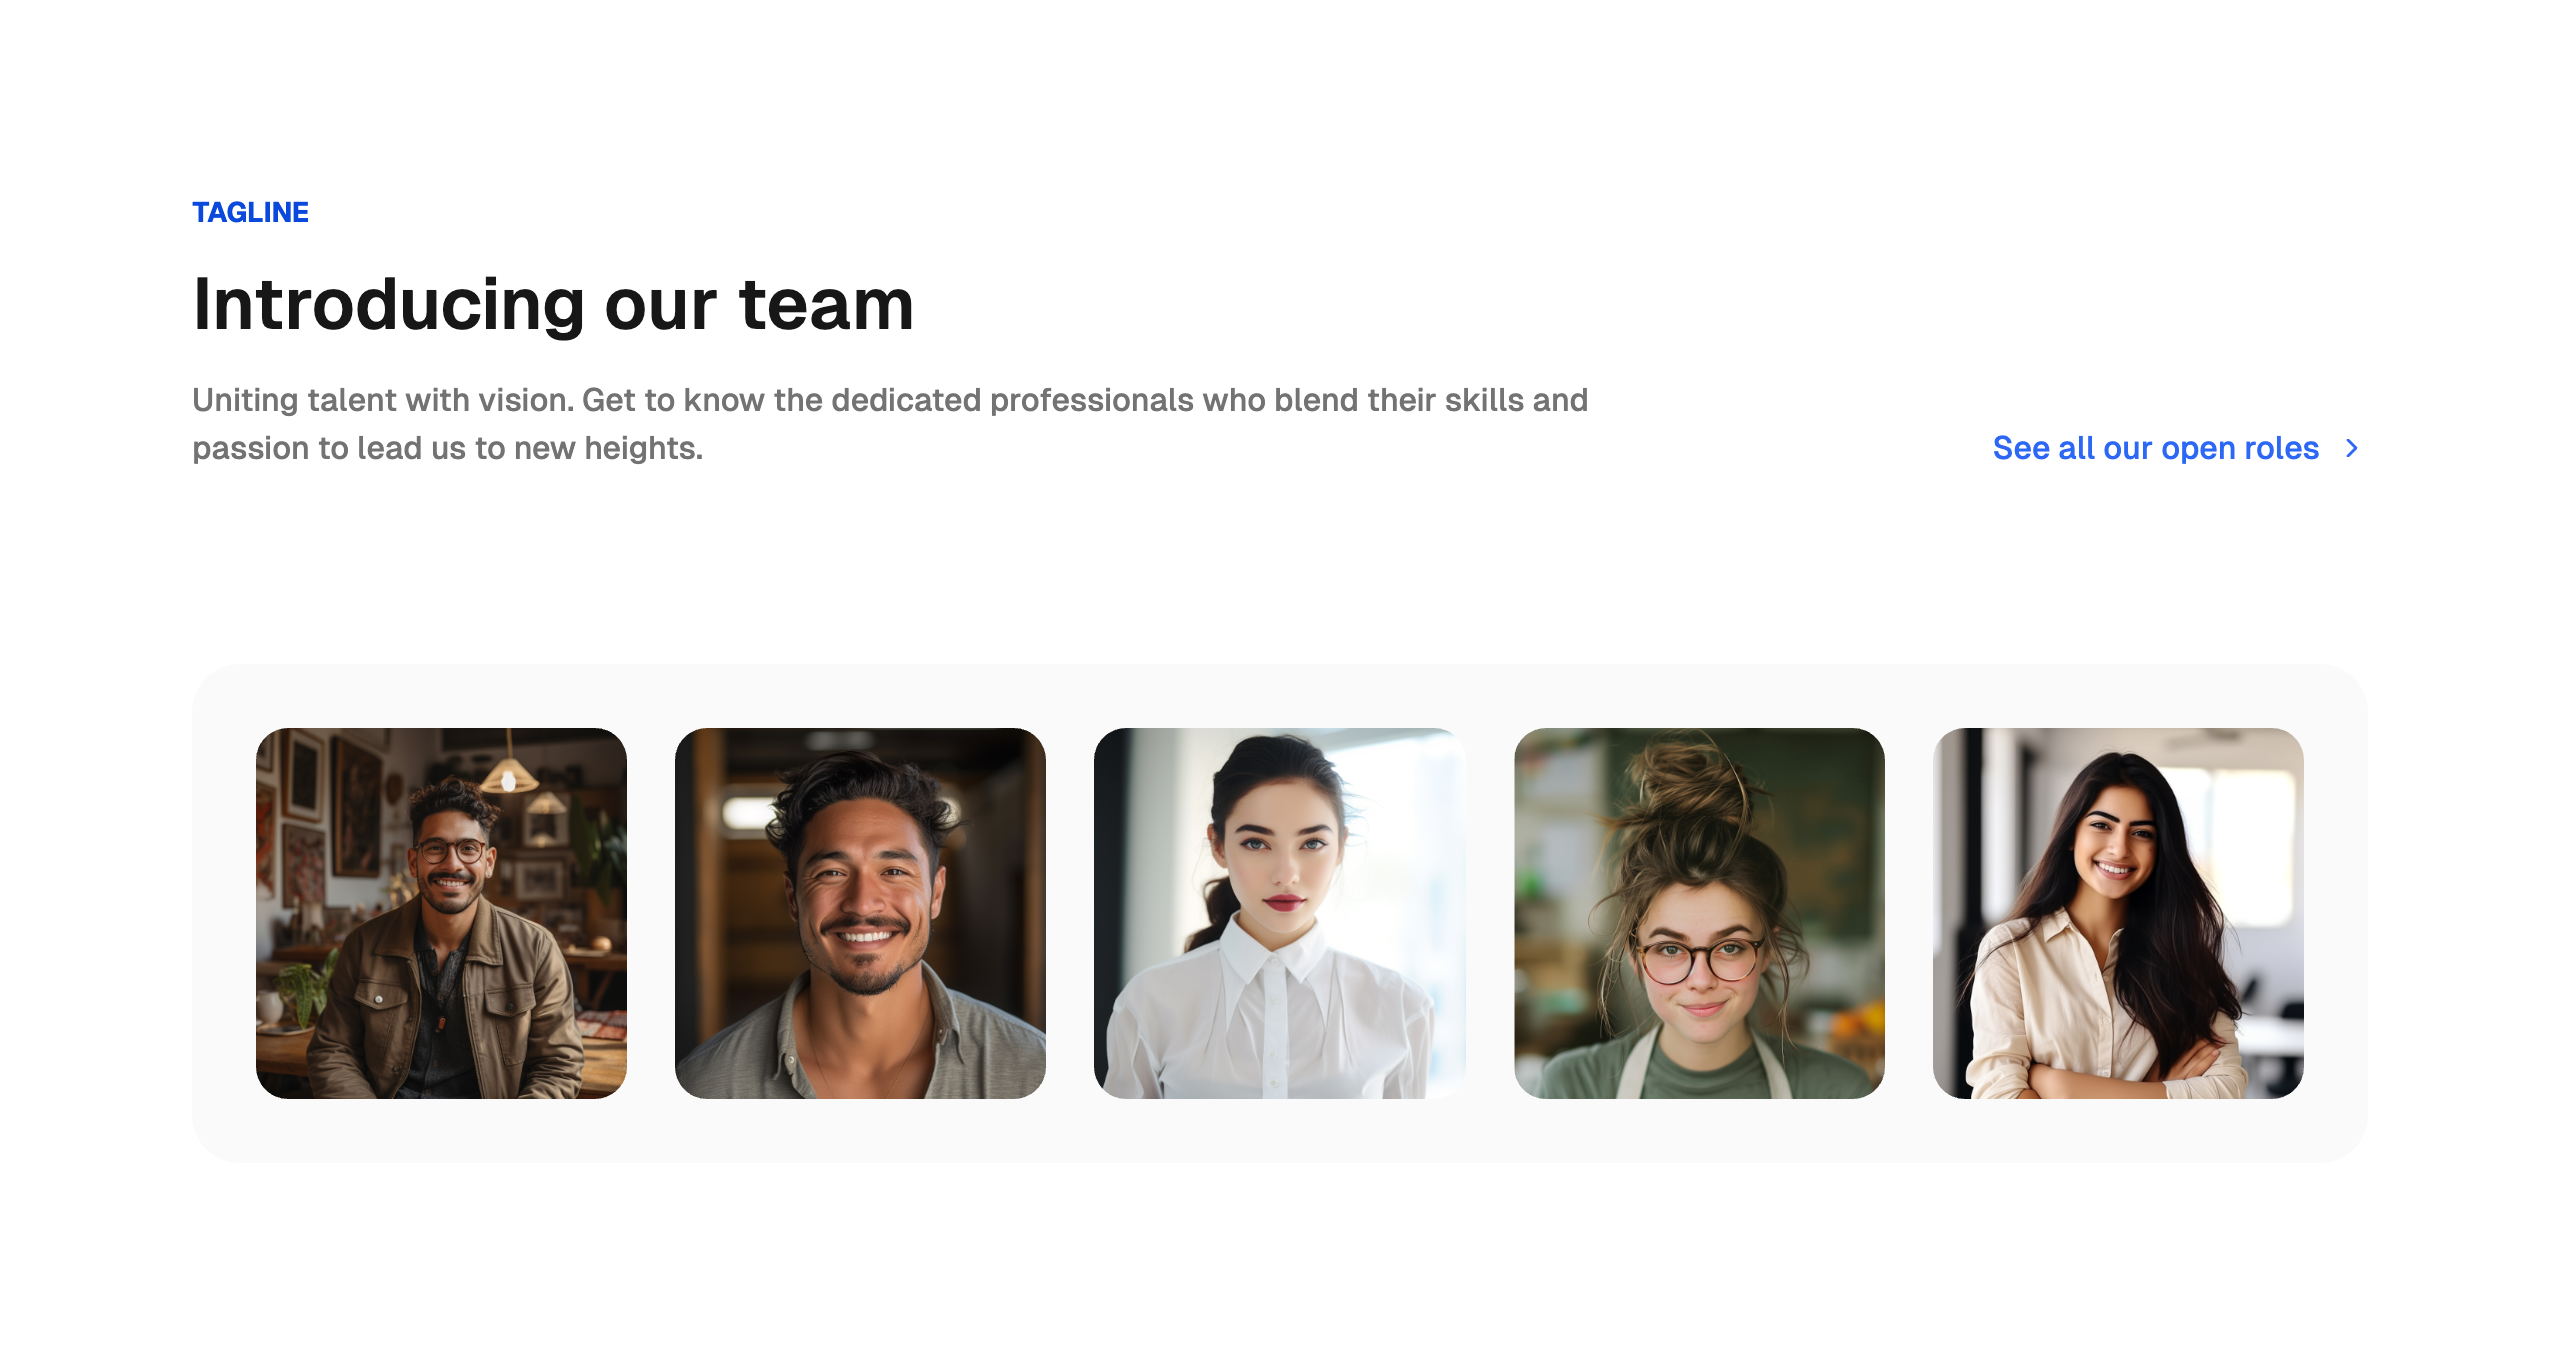 TAGLINE
Introducing our team
Uniting talent with vision. Get to know the dedicated professionals who blend their skills and
passion to lead us to new heights.
See all our open roles